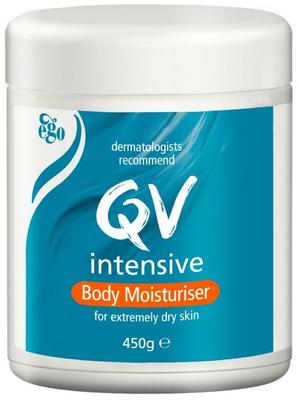 ego
dermatologists
recommend
QV
intensive
Body Moisturiser
for extremely dry skin
450g ℮